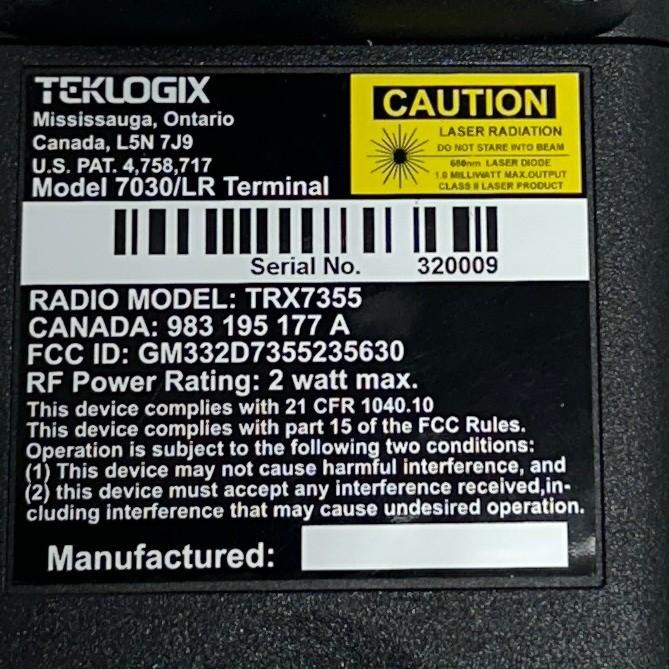 TEKLOGIX
Mississauga, Ontario
Canada, L5N 7J9
U.S. PAT. 4,758,717
Model 7030/LR Terminal
CAUTION
LASER RADIATION
DO NOT STARE INTO BEAM
680nm LASER DIODE
1.0 MILLIWATT MAX.OUTPUT
CLASS II LASER PRODUCT
Serial No. 320009
RADIO MODEL: TRX7355
CANADA: 983 195 177 A
FCC ID: GM332D7355235630
RF Power Rating: 2 watt max.
This device complies with 21 CFR 1040.10
This device complies with part 15 of the FCC Rules.
Operation is subject to the following two conditions:
(1) This device may not cause harmful interference, and
(2) this device must accept any interference received,in-
cluding interference that may cause undesired operation.
Manufactured: